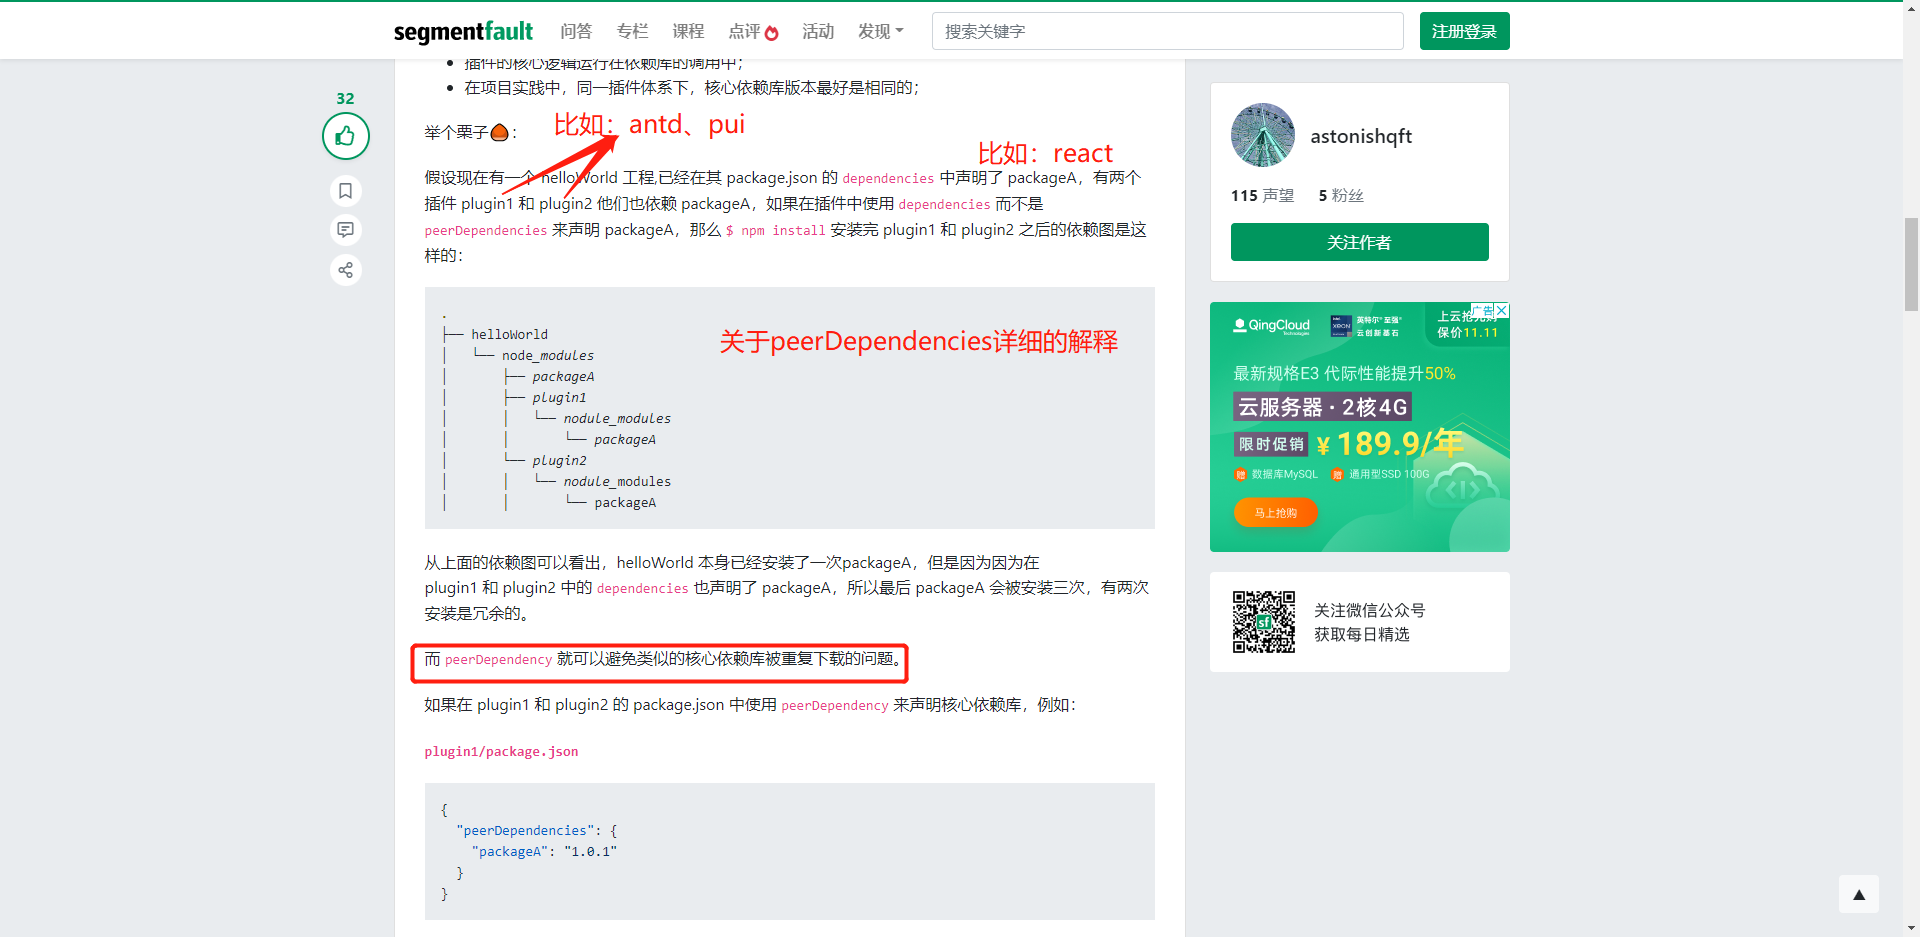 segmentfault 问答 专栏 课程 点评 活动 发现 搜索关键字 注册登录
插件的核心逻辑运行在依赖库的调用中；
在项目实践中，同一插件体系下，核心依赖库版本最好是相同的；
32
举个栗子🌰：
比如：antd、pui
比如：react
假设现在有一个 helloWorld 工程,已经在其 package.json 的 dependencies 中声明了 packageA，有两个
插件 plugin1 和 plugin2 他们也依赖 packageA，如果在插件中使用 dependencies 而不是
peerDependencies 来声明 packageA，那么 $ npm install 安装完 plugin1 和 plugin2 之后的依赖图是这
样的：
.
├── helloWorld
│   └── node_modules
│       ├── packageA
│       ├── plugin1
│       │   └── nodule_modules
│       │       └── packageA
│       └── plugin2
│       │   └── nodule_modules
│       │       └── packageA
关于peerDependencies详细的解释
从上面的依赖图可以看出，helloWorld 本身已经安装了一次packageA，但是因为因为在
plugin1 和 plugin2 中的 dependencies 也声明了 packageA，所以最后 packageA 会被安装三次，有两次
安装是冗余的。
而 peerDependency 就可以避免类似的核心依赖库被重复下载的问题。
如果在 plugin1 和 plugin2 的 package.json 中使用 peerDependency 来声明核心依赖库，例如：
plugin1/package.json
{
  "peerDependencies": {
    "packageA": "1.0.1"
  }
}
astonishqft
115 声望 5 粉丝
关注作者
广告
QingCloud
Technologies
intel
XEON
英特尔® 至强®
云创新基石
上云抢先购
保价11.11
最新规格E3 代际性能提升50%
云服务器·2核4G
限时促销 ¥ 189.9/年
赠 数据库MySQL 赠 通用型SSD 100G
马上抢购
sf
关注微信公众号
获取每日精选
▲